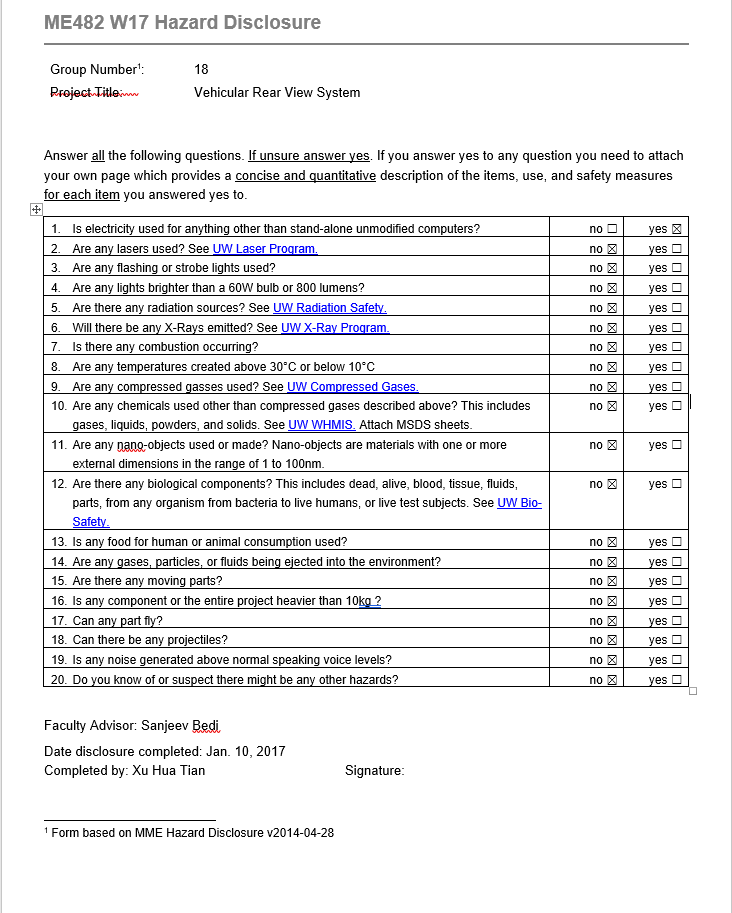 ME482 W17 Hazard Disclosure
Group Number¹: 18
Project Title: Vehicular Rear View System
Answer all the following questions. If unsure answer yes. If you answer yes to any question you need to attach
your own page which provides a concise and quantitative description of the items, use, and safety measures
for each item you answered yes to.
1. Is electricity used for anything other than stand-alone unmodified computers? no ☐ yes ☒
2. Are any lasers used? See UW Laser Program. no ☒ yes ☐
3. Are any flashing or strobe lights used? no ☒ yes ☐
4. Are any lights brighter than a 60W bulb or 800 lumens? no ☒ yes ☐
5. Are there any radiation sources? See UW Radiation Safety. no ☒ yes ☐
6. Will there be any X-Rays emitted? See UW X-Ray Program. no ☒ yes ☐
7. Is there any combustion occurring? no ☒ yes ☐
8. Are any temperatures created above 30°C or below 10°C no ☒ yes ☐
9. Are any compressed gasses used? See UW Compressed Gases. no ☒ yes ☐
10. Are any chemicals used other than compressed gases described above? This includes no ☒ yes ☐
gases, liquids, powders, and solids. See UW WHMIS. Attach MSDS sheets.
11. Are any nano-objects used or made? Nano-objects are materials with one or more no ☒ yes ☐
external dimensions in the range of 1 to 100nm.
12. Are there any biological components? This includes dead, alive, blood, tissue, fluids, no ☒ yes ☐
parts, from any organism from bacteria to live humans, or live test subjects. See UW Bio-
Safety.
13. Is any food for human or animal consumption used? no ☒ yes ☐
14. Are any gases, particles, or fluids being ejected into the environment? no ☒ yes ☐
15. Are there any moving parts? no ☒ yes ☐
16. Is any component or the entire project heavier than 10kg ? no ☒ yes ☐
17. Can any part fly? no ☒ yes ☐
18. Can there be any projectiles? no ☒ yes ☐
19. Is any noise generated above normal speaking voice levels? no ☒ yes ☐
20. Do you know of or suspect there might be any other hazards? no ☒ yes ☐
Faculty Advisor: Sanjeev Bedi
Date disclosure completed: Jan. 10, 2017
Completed by: Xu Hua Tian Signature:
¹ Form based on MME Hazard Disclosure v2014-04-28